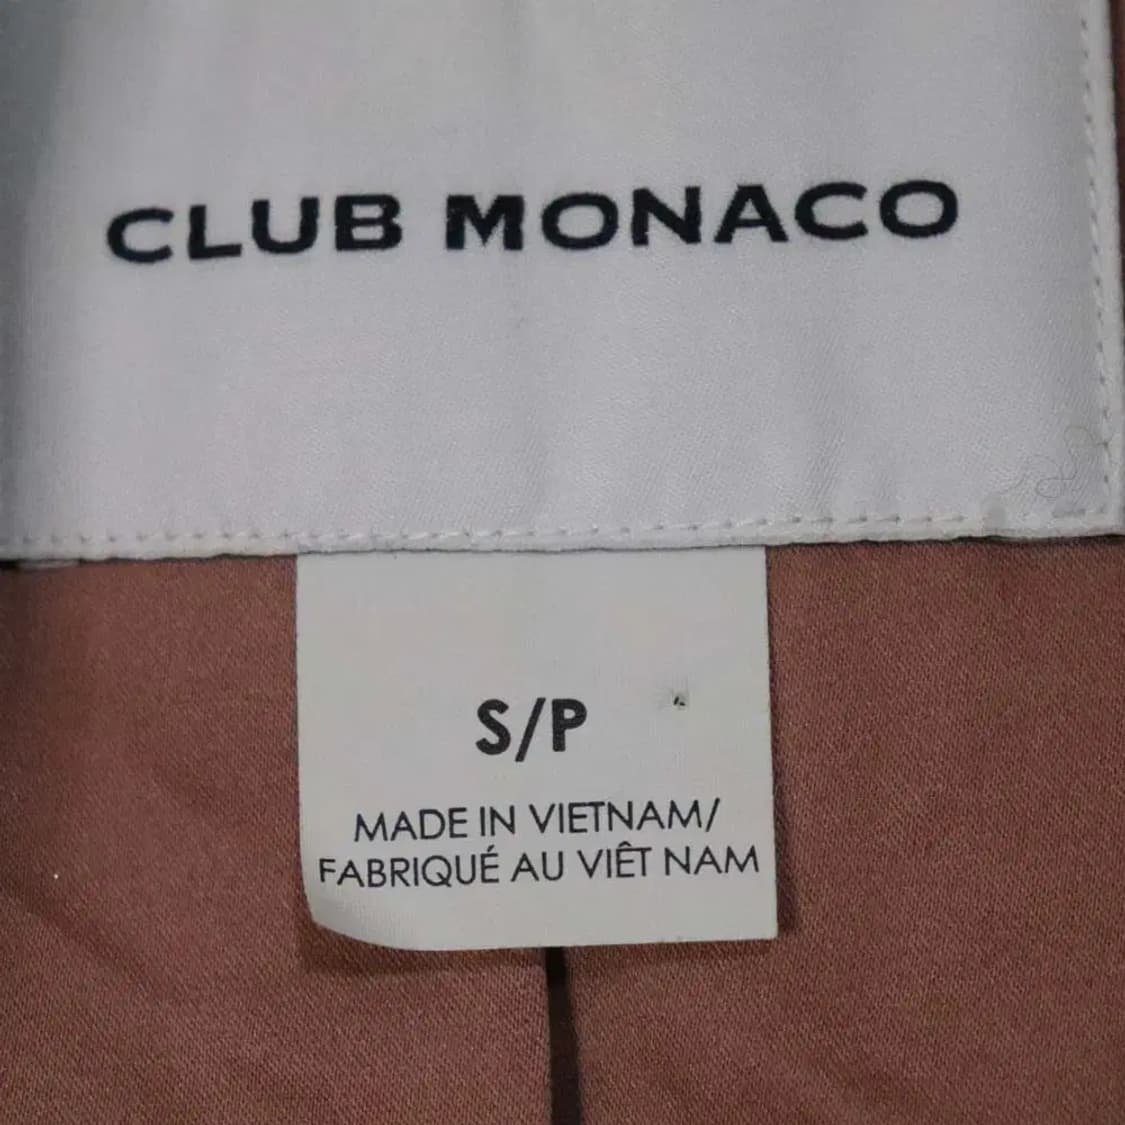 CLUB MONACO
S/P
MADE IN VIETNAM/
FABRIQUÉ AU VIÊT NAM